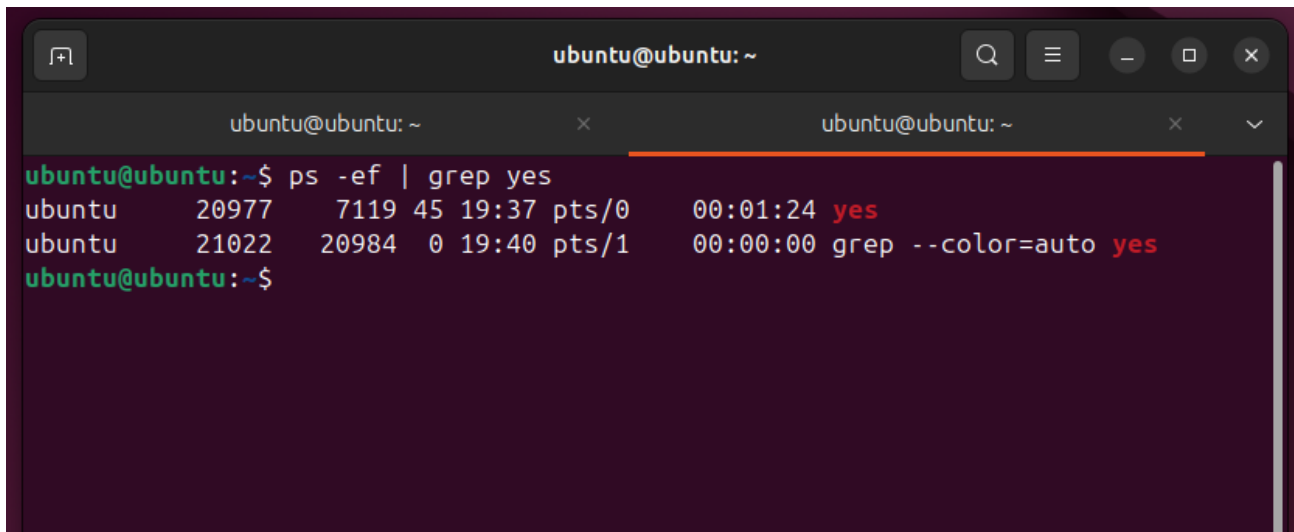 ubuntu@ubuntu: ~
ubuntu@ubuntu: ~ ubuntu@ubuntu: ~
ubuntu@ubuntu:~$ ps -ef | grep yes
ubuntu     20977    7119 45 19:37 pts/0    00:01:24 yes
ubuntu     21022   20984  0 19:40 pts/1    00:00:00 grep --color=auto yes
ubuntu@ubuntu:~$